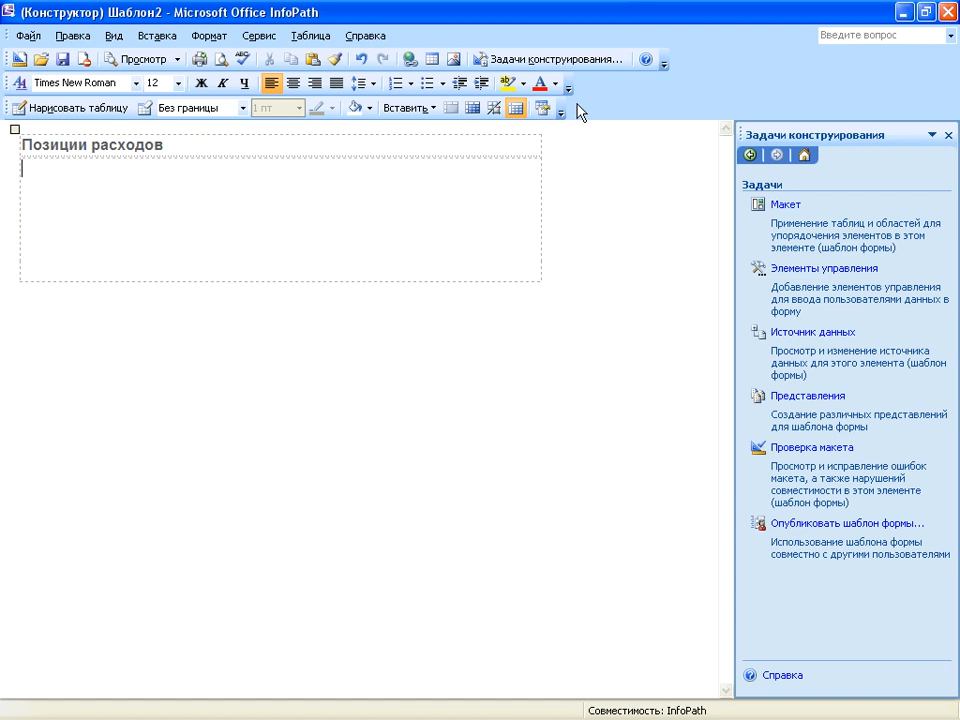 (Конструктор) Шаблон2 - Microsoft Office InfoPath
Файл Правка Вид Вставка Формат Сервис Таблица Справка Введите вопрос
Просмотр Задачи конструирования...
Times New Roman 12 Ж К Ч
Нарисовать таблицу Без границы 1 пт Вставить
Позиции расходов
Задачи конструирования
Задачи
Макет
Применение таблиц и областей для
упорядочения элементов в этом
элементе (шаблон формы)
Элементы управления
Добавление элементов управления
для ввода пользователями данных в
форму
Источник данных
Просмотр и изменение источника
данных для этого элемента (шаблон
формы)
Представления
Создание различных представлений
для шаблона формы
Проверка макета
Просмотр и исправление ошибок
макета, а также нарушений
совместимости в этом элементе
(шаблон формы)
Опубликовать шаблон формы...
Использование шаблона формы
совместно с другими пользователями
Справка
Совместимость: InfoPath